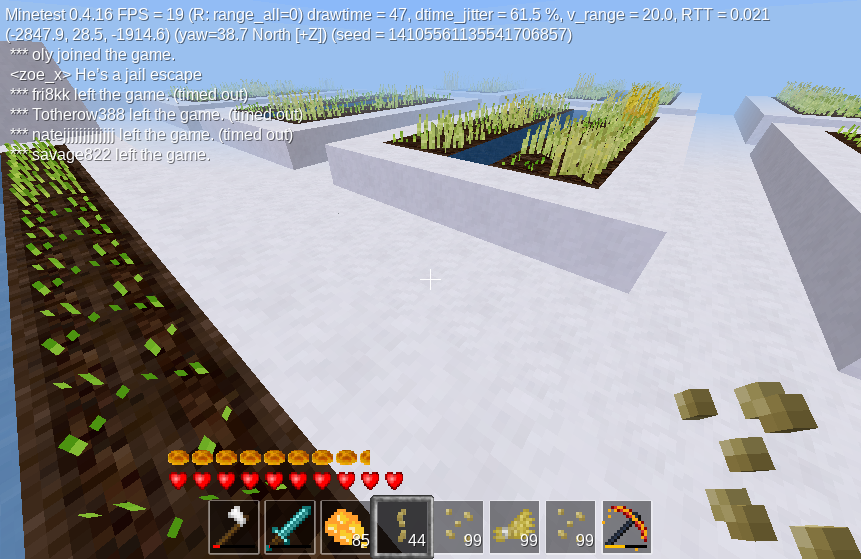 Minetest 0.4.16 FPS = 19 (R: range_all=0) drawtime = 47, dtime_jitter = 61.5 %, v_range = 20.0, RTT = 0.021
(-2847.9, 28.5, -1914.6) (yaw=38.7 North [+Z]) (seed = 14105561135541706857)
*** oly joined the game.
<zoe_x> He's a jail escape
*** fri8kk left the game. (timed out)
*** Totherow388 left the game. (timed out)
*** natejjjjjjjjjjjjj left the game. (timed out)
*** savage822 left the game.
85 44 99 99 99